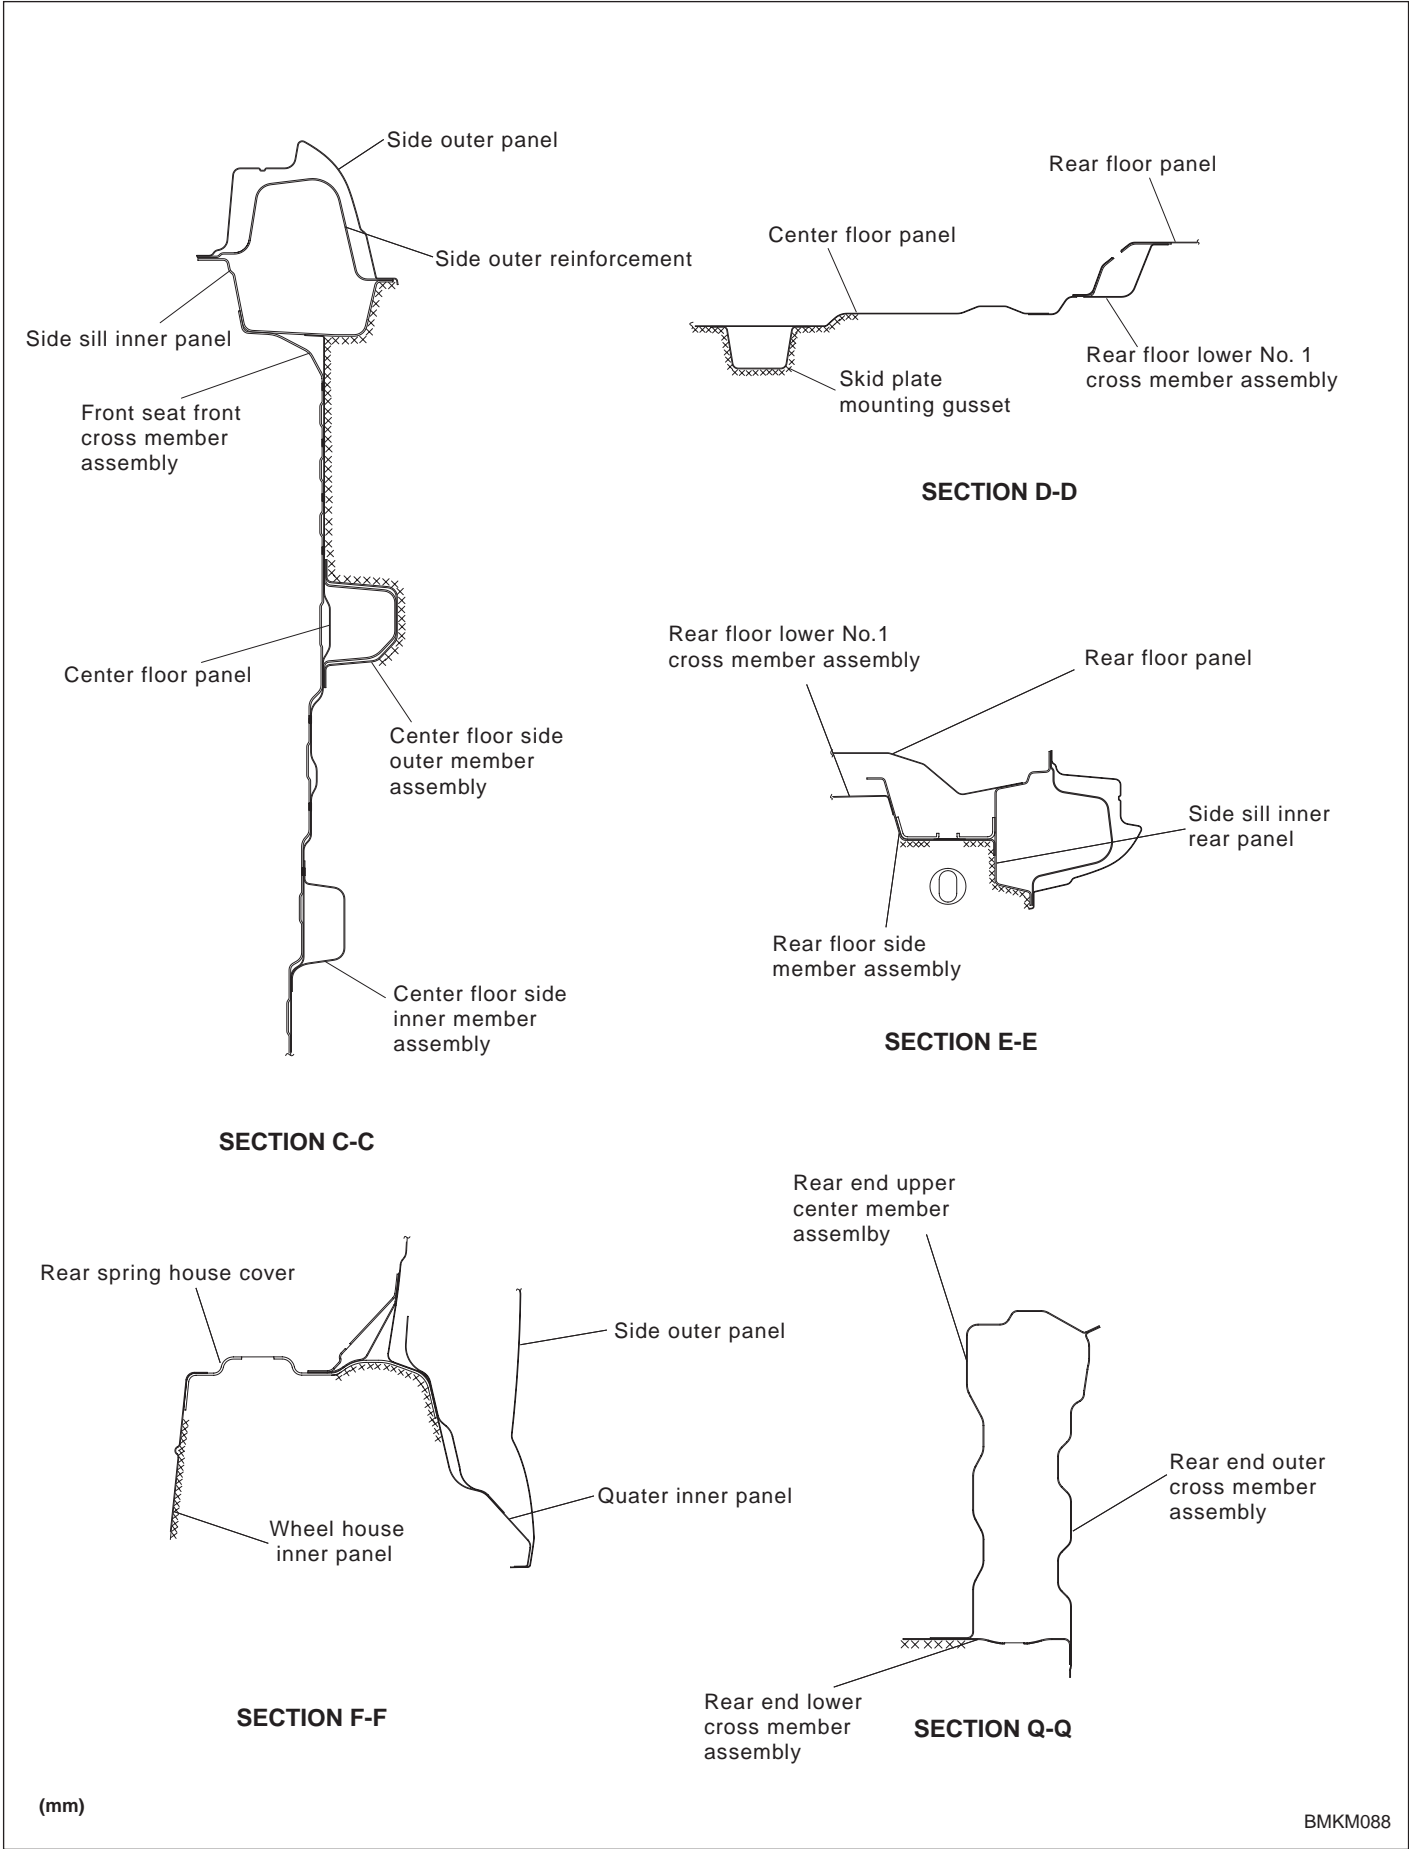 Side outer panel
Side outer reinforcement
Side sill inner panel
Front seat front
cross member
assembly
Center floor panel
Center floor side
outer member
assembly
Center floor side
inner member
assembly
SECTION C-C
Rear floor panel
Center floor panel
Rear floor lower No. 1
cross member assembly
Skid plate
mounting gusset
SECTION D-D
Rear floor lower No.1
cross member assembly
Rear floor panel
Side sill inner
rear panel
Rear floor side
member assembly
SECTION E-E
Rear spring house cover
Side outer panel
Quater inner panel
Wheel house
inner panel
SECTION F-F
Rear end upper
center member
assemlby
Rear end outer
cross member
assembly
Rear end lower
cross member
assembly
SECTION Q-Q
(mm)
BMKM088